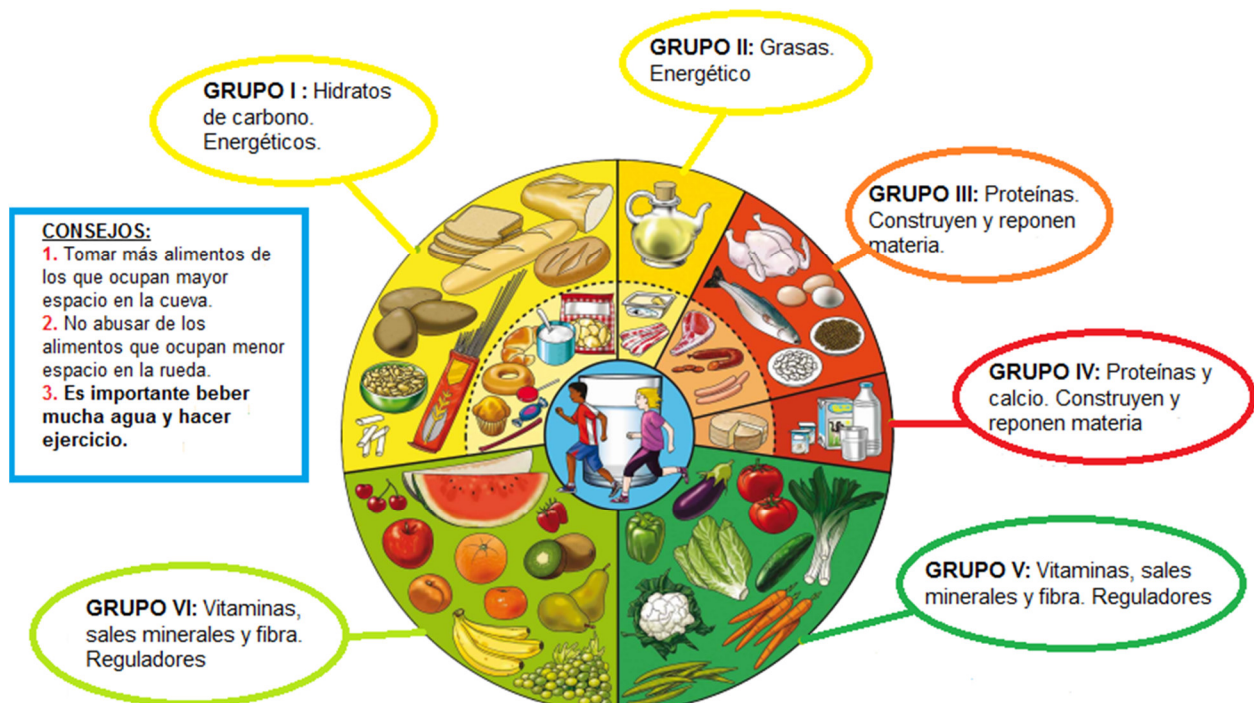 GRUPO II: Grasas.
Energético
GRUPO I : Hidratos
de carbono.
Energéticos.
GRUPO III: Proteínas.
Construyen y reponen
materia.
CONSEJOS:
1. Tomar más alimentos de
los que ocupan mayor
espacio en la cueva.
2. No abusar de los
alimentos que ocupan menor
espacio en la rueda.
3. Es importante beber
mucha agua y hacer
ejercicio.
GRUPO IV: Proteínas y
calcio. Construyen y
reponen materia
GRUPO V: Vitaminas, sales
minerales y fibra. Reguladores
GRUPO VI: Vitaminas,
sales minerales y fibra.
Reguladores